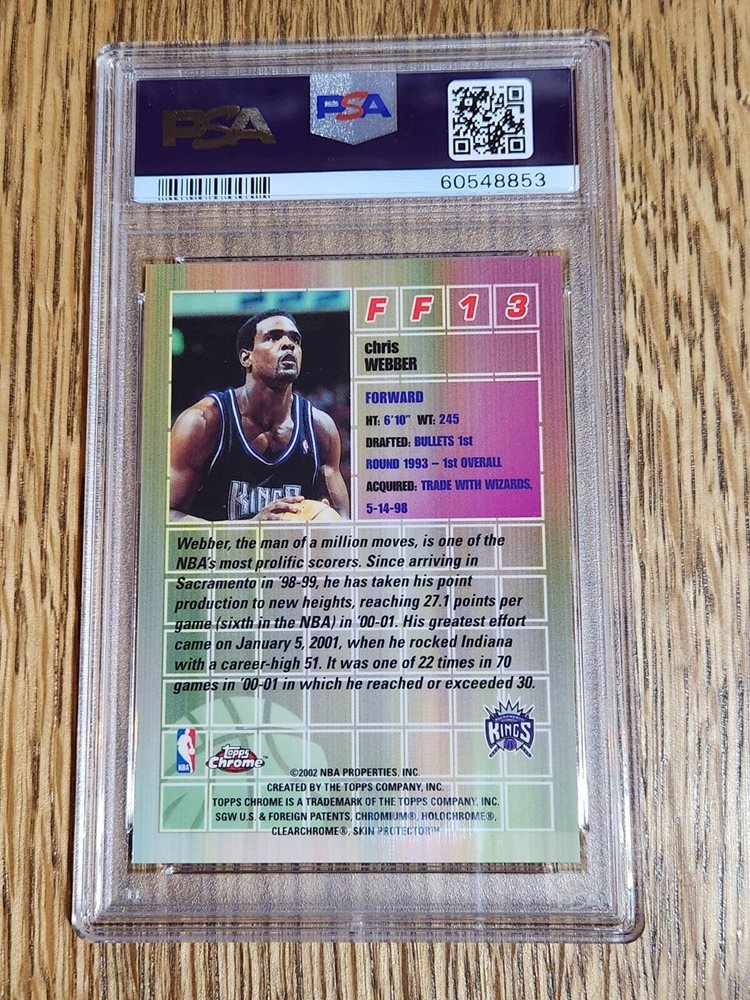 PSA
PSA
60548853
FF13
chris
WEBBER
FORWARD
HT: 6'10" WT: 245
DRAFTED: BULLETS 1st
ROUND 1993 – 1st OVERALL
ACQUIRED: TRADE WITH WIZARDS,
5-14-98
KINGS
Webber, the man of a million moves, is one of the
NBA's most prolific scorers. Since arriving in
Sacramento in '98-99, he has taken his point
production to new heights, reaching 27.1 points per
game (sixth in the NBA) in '00-01. His greatest effort
came on January 5, 2001, when he rocked Indiana
with a career-high 51. It was one of 22 times in 70
games in '00-01 in which he reached or exceeded 30.
SACRAMENTO
KINGS
NBA
Topps
Chrome™
©2002 NBA PROPERTIES, INC.
CREATED BY THE TOPPS COMPANY, INC.
TOPPS CHROME IS A TRADEMARK OF THE TOPPS COMPANY, INC.
SGW U.S. & FOREIGN PATENTS, CHROMIUM®, HOLOCHROME®,
CLEARCHROME®, SKIN PROTECTOR™